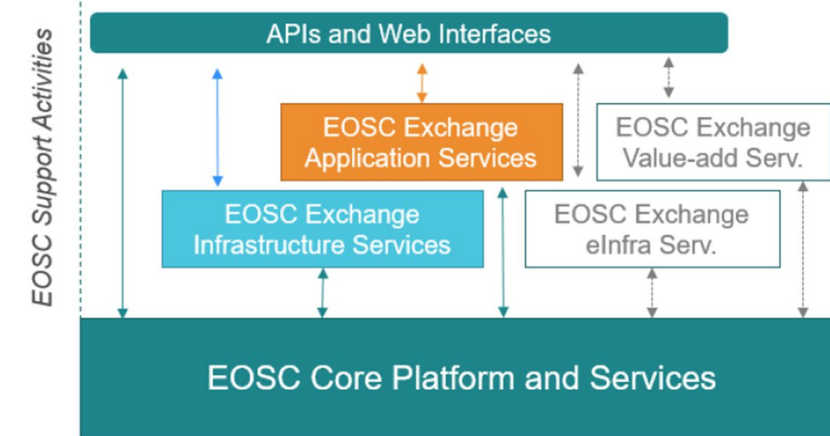 EOSC Support Activities
APIs and Web Interfaces
EOSC Exchange
Application Services
EOSC Exchange
Value-add Serv.
EOSC Exchange
Infrastructure Services
EOSC Exchange
eInfra Serv.
EOSC Core Platform and Services